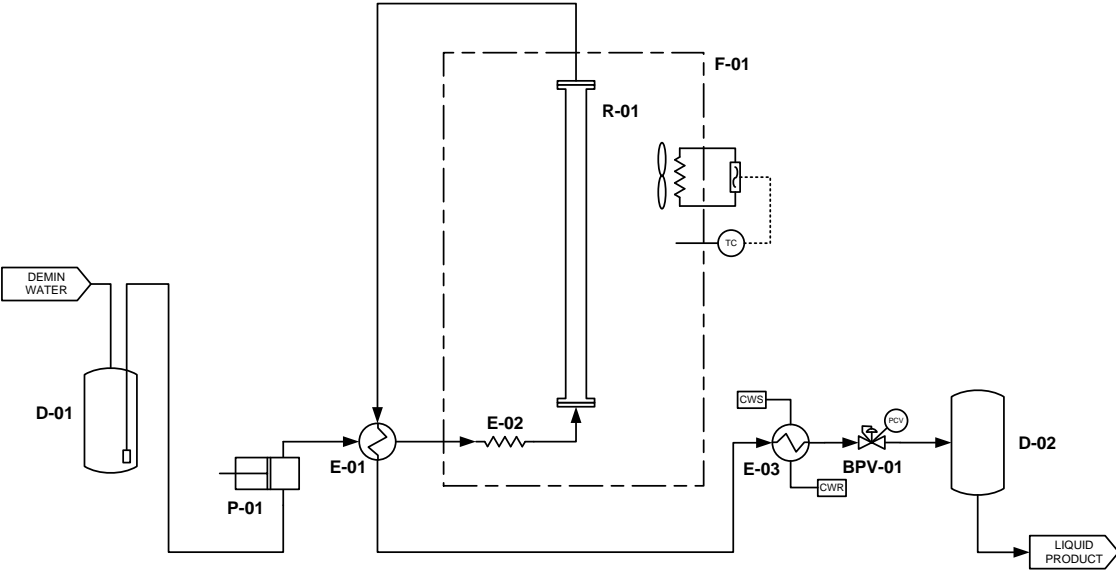 F-01
R-01
TC
DEMIN
WATER
D-01
P-01
E-01
E-02
CWS
E-03
CWR
PCV
BPV-01
D-02
LIQUID
PRODUCT